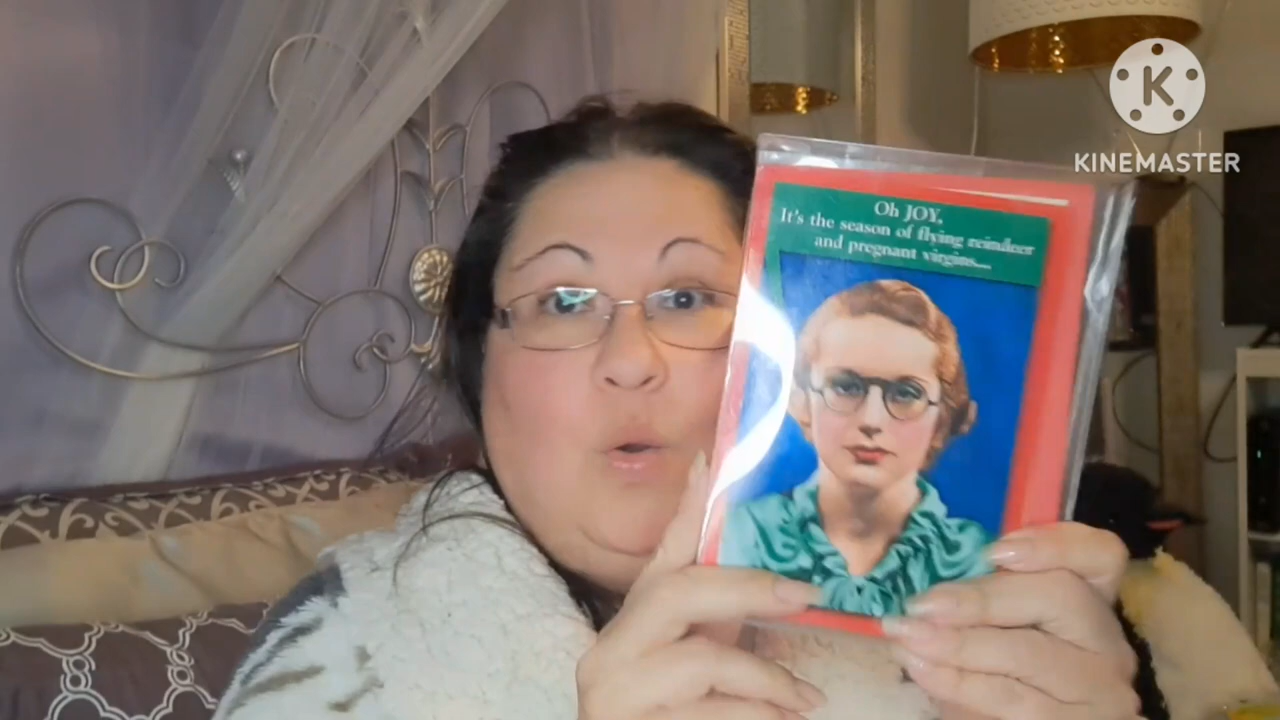 Oh JOY,
It's the season of flying reindeer
and pregnant virgins....
K
KINEMASTER